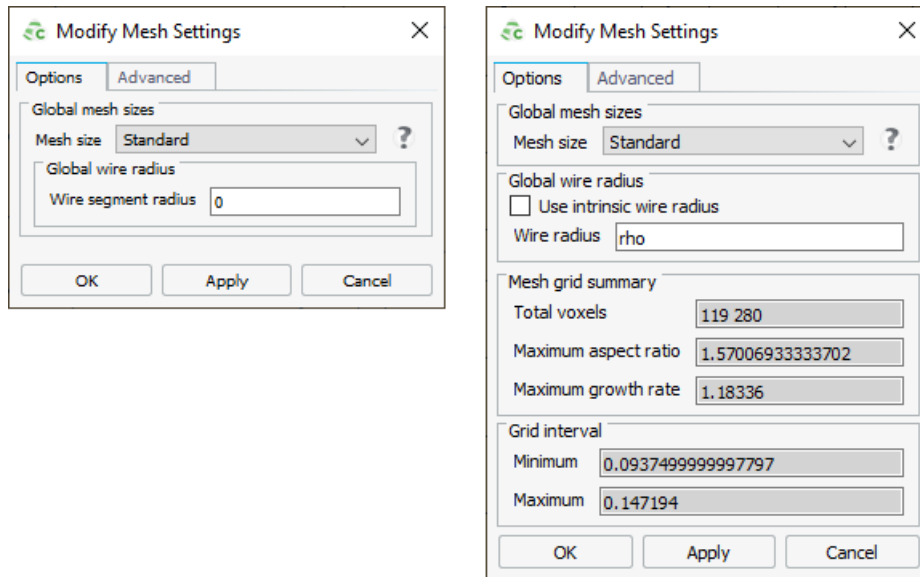 Modify Mesh Settings
Options Advanced
Global mesh sizes
Mesh size Standard ?
Global wire radius
Wire segment radius 0
OK Apply Cancel
Modify Mesh Settings
Options Advanced
Global mesh sizes
Mesh size Standard ?
Global wire radius
Use intrinsic wire radius
Wire radius rho
Mesh grid summary
Total voxels 119 280
Maximum aspect ratio 1.57006933333702
Maximum growth rate 1.18336
Grid interval
Minimum 0.0937499999997797
Maximum 0.147194
OK Apply Cancel